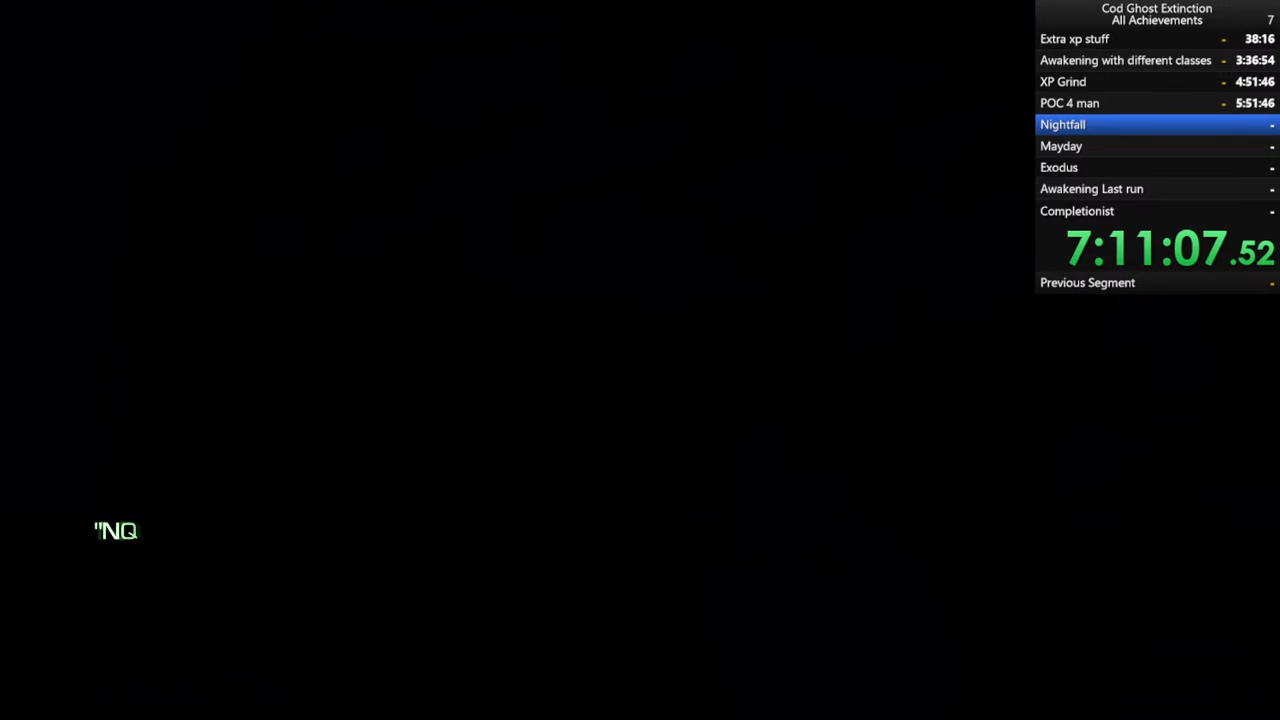 Cod Ghost Extinction
All Achievements 7
Extra xp stuff - 38:16
Awakening with different classes - 3:36:54
XP Grind - 4:51:46
POC 4 man - 5:51:46
Nightfall -
Mayday -
Exodus -
Awakening Last run -
Completionist -
7:11:07.52
Previous Segment -
"NQ